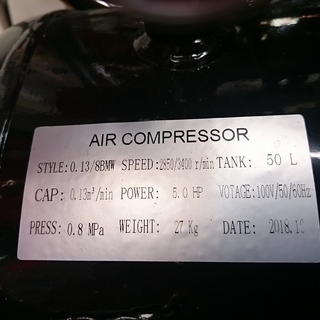 AIR COMPRESSOR
STYLE: 0.13/8BMW SPEED: 2850/3400 r/min TANK: 50 L
CAP: 0.13m³/min POWER: 5.0 HP VOTAGE: 100V/50/60Hz
PRESS: 0.8 MPa WEIGHT: 27 Kg DATE: 2018.10